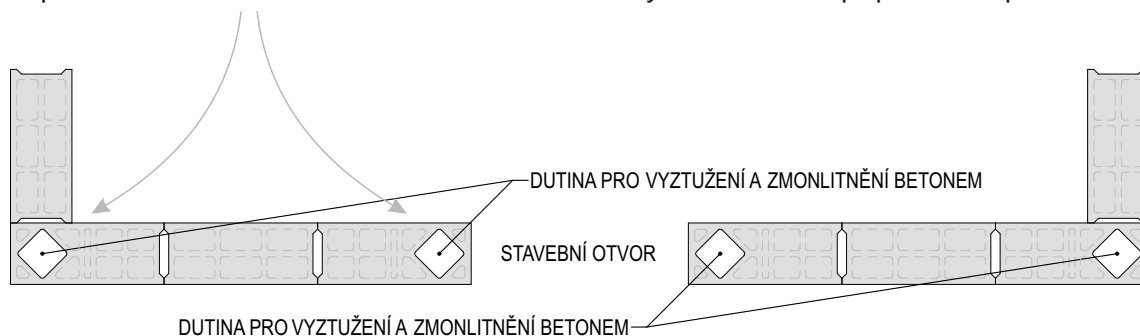 DUTINA PRO VYZTUŽENÍ A ZMONLITNĚNÍ BETONEM
STAVEBNÍ OTVOR
DUTINA PRO VYZTUŽENÍ A ZMONLITNĚNÍ BETONEM